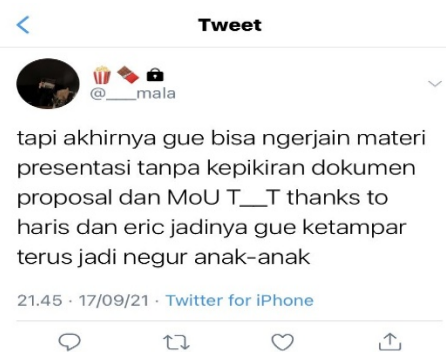 Tweet
@____mala
tapi akhirnya gue bisa ngerjain materi
presentasi tanpa kepikiran dokumen
proposal dan MoU T__T thanks to
haris dan eric jadinya gue ketampar
terus jadi negur anak-anak
21.45 · 17/09/21 · Twitter for iPhone